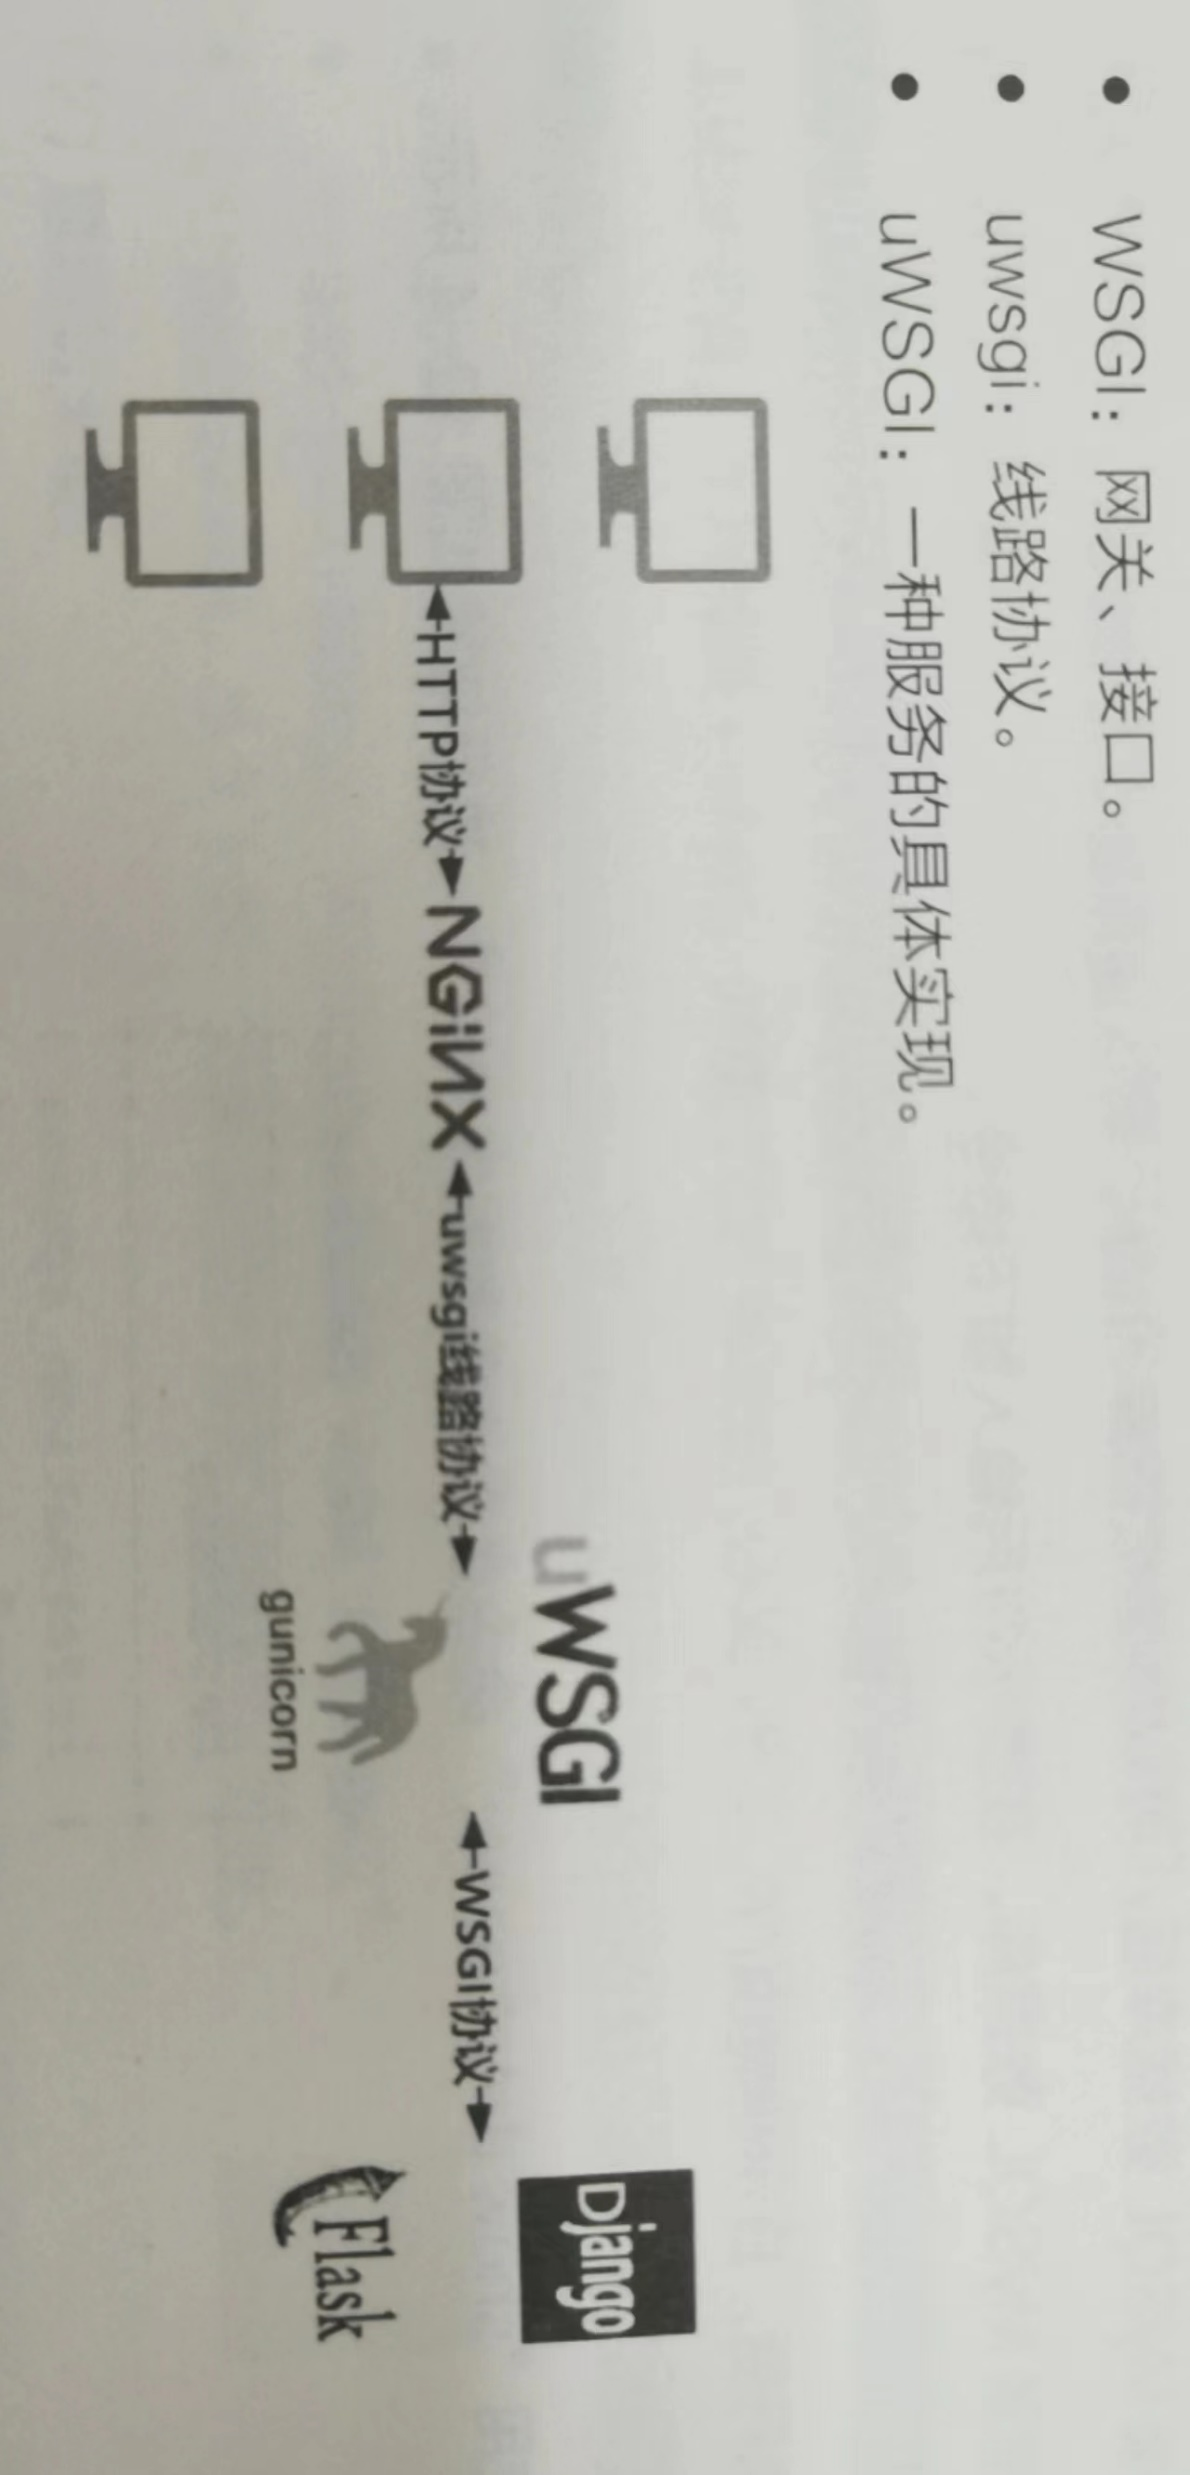 • WSGI：网关、接口。
• uwsgi：线路协议。
• uWSGI：一种服务的具体实现。
HTTP协议
NGiNX
uwsgi线路协议
uWSGI
gunicorn
WSGI协议
Django
Flask